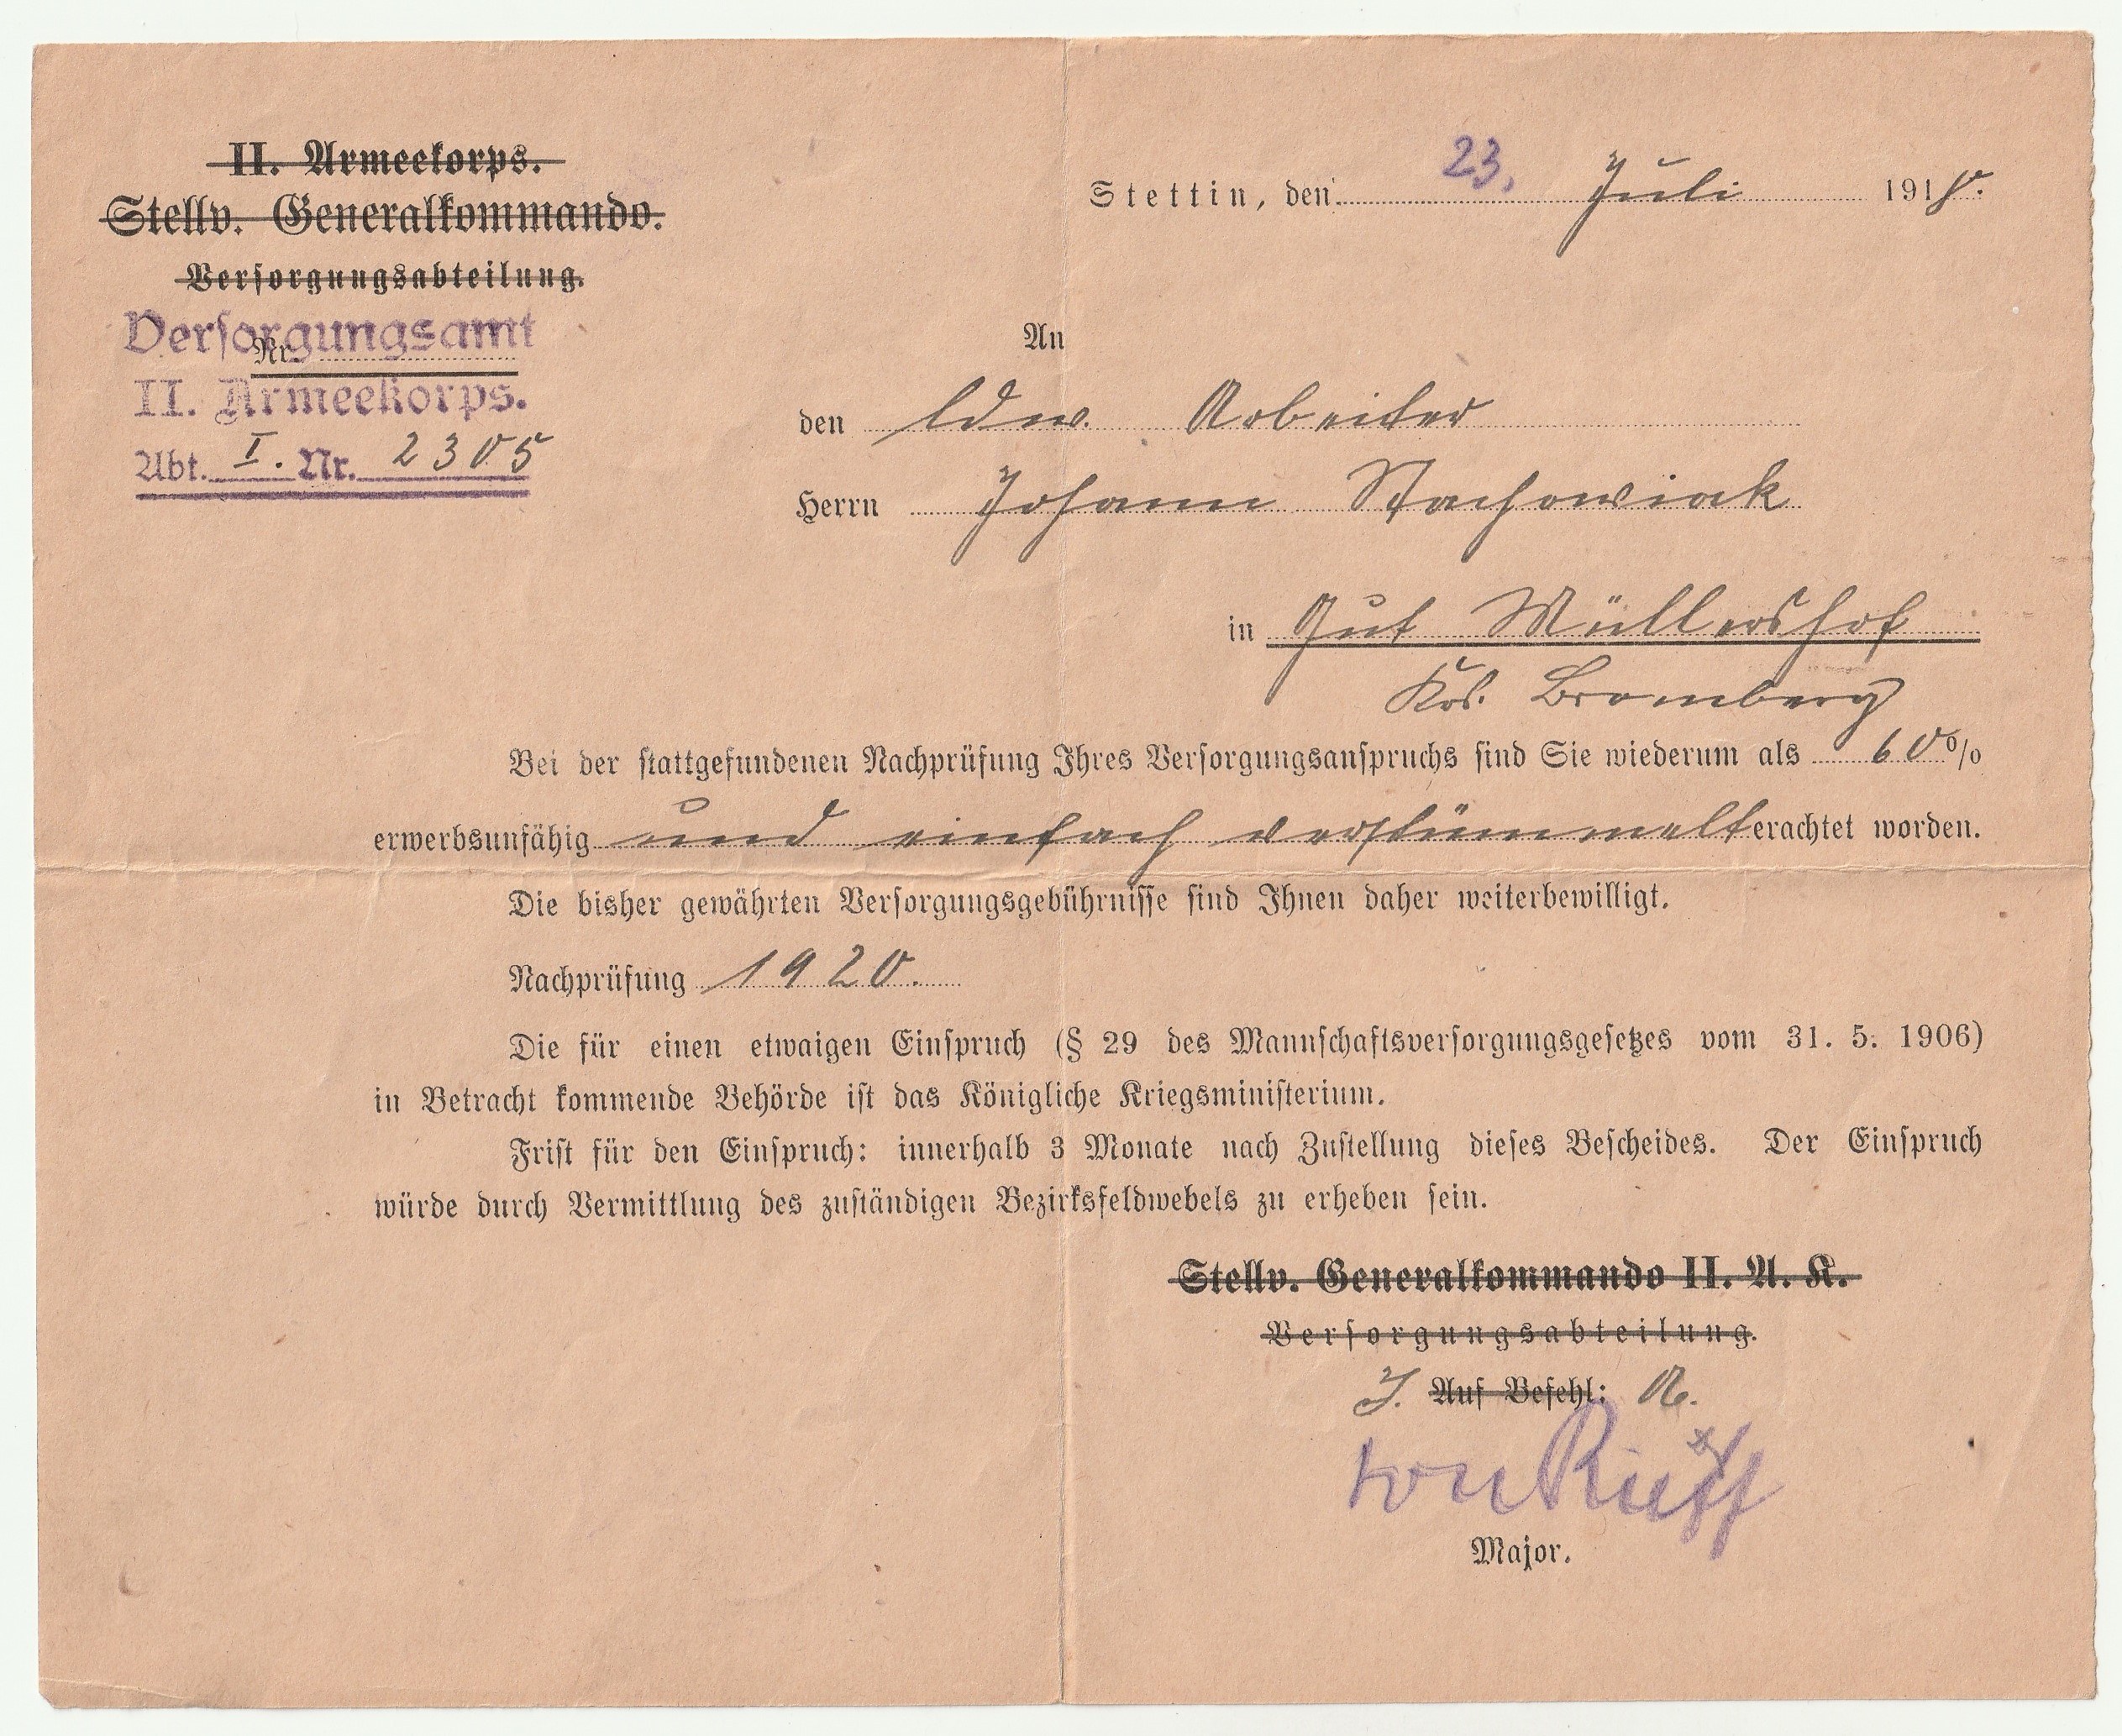 II. Armeekorps.
Stellv. Generalkommando.
Versorgungsabteilung.
Nr.
Versorgungsamt
II. Armeekorps.
Abt. I. Nr. 2305
Stettin, den 23. Juli 1918.
An
den ldw. Arbeiter
Herrn Johann Stachowiak
in Gut Müllershof
Krs. Bromberg
Bei der stattgefundenen Nachprüfung Ihres Versorgungsanspruchs sind Sie wiederum als 60%
erwerbsunfähig und einfach verstümmelt erachtet worden.
Die bisher gewährten Versorgungsgebührnisse sind Ihnen daher weiterbewilligt.
Nachprüfung 1920.
Die für einen etwaigen Einspruch (§ 29 des Mannschaftsversorgungsgesetzes vom 31. 5. 1906)
in Betracht kommende Behörde ist das Königliche Kriegsministerium.
Frist für den Einspruch: innerhalb 3 Monate nach Zustellung dieses Bescheides. Der Einspruch
würde durch Vermittlung des zuständigen Bezirksfeldwebels zu erheben sein.
Stellv. Generalkommando II. A. K.
Versorgungsabteilung.
I. Auf Befehl: A.
von
Major.